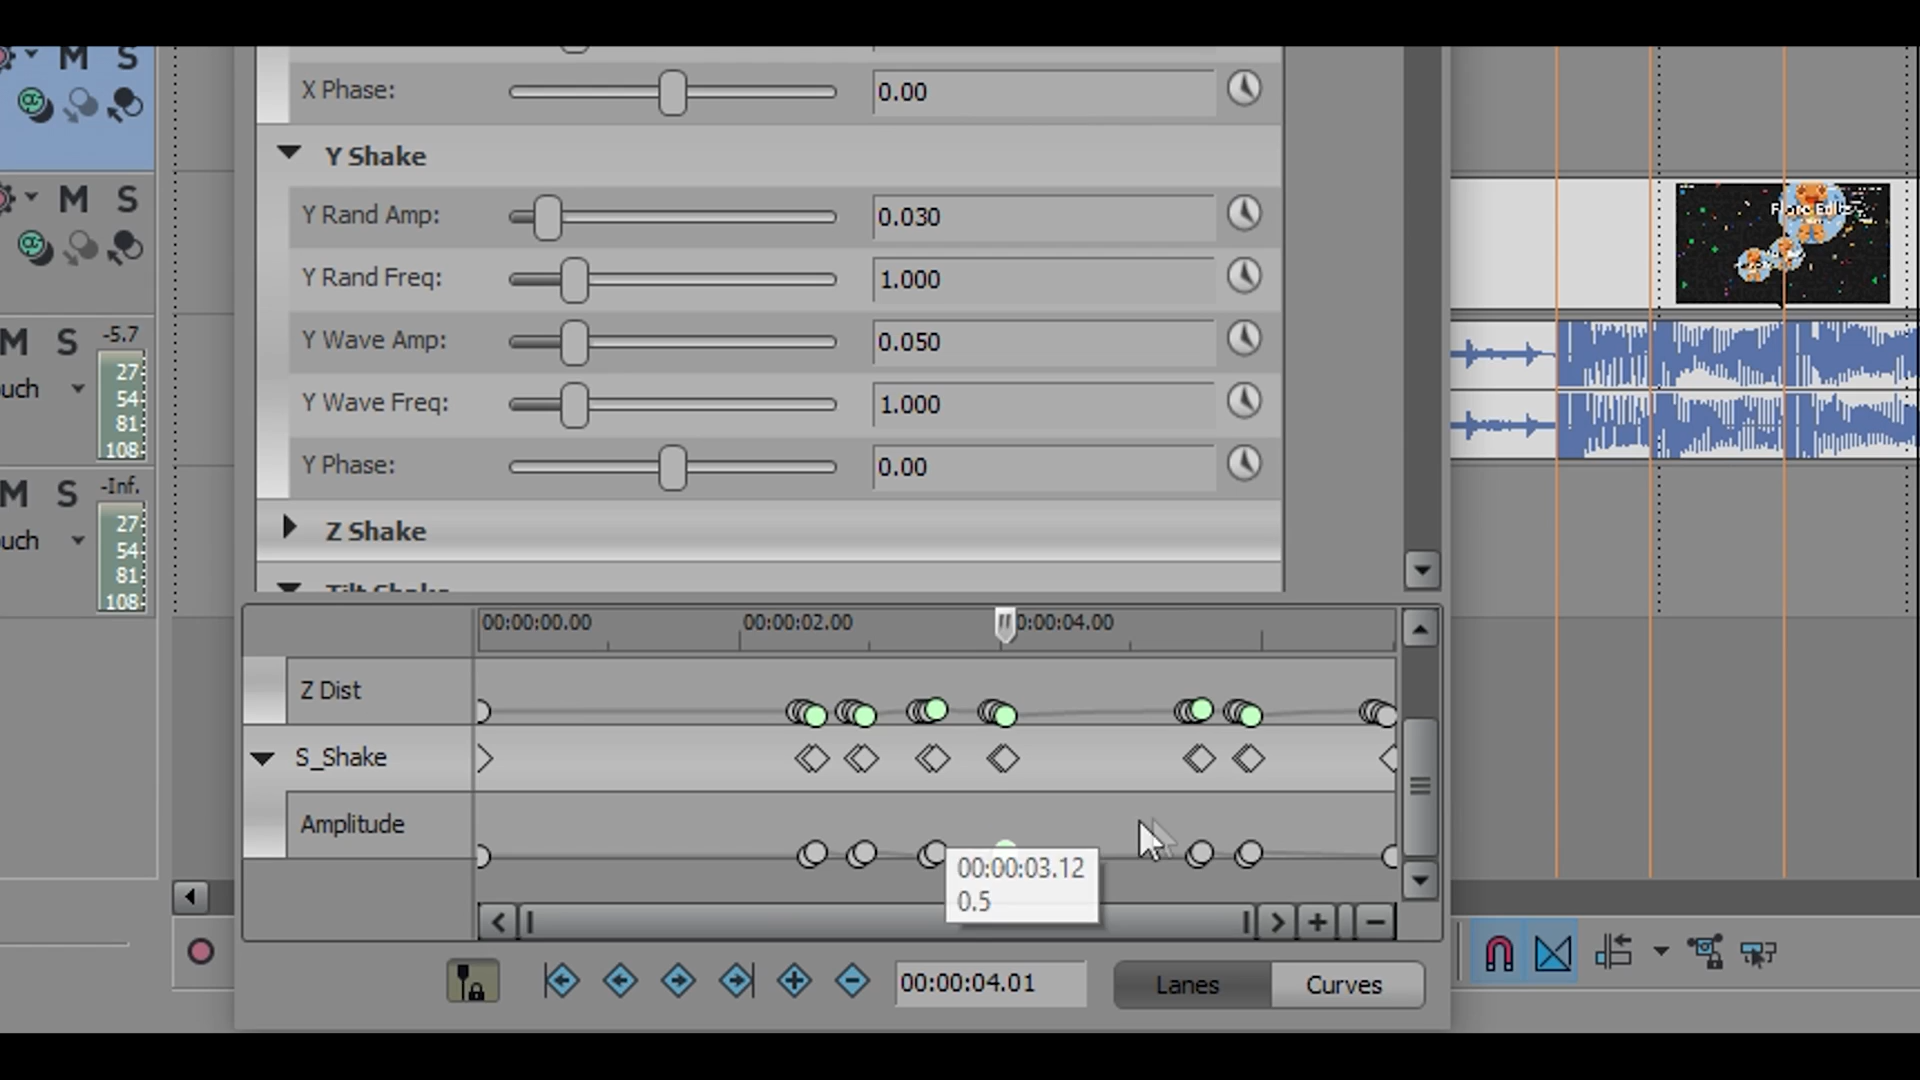 M S
X Phase: 0.00
Y Shake
M S
Y Rand Amp: 0.030
Y Rand Freq: 1.000
M S -5.7
Y Wave Amp: 0.050
27
uch 54
81
108
Y Wave Freq: 1.000
Y Phase: 0.00
M S -Inf.
27
uch 54
81
108
Z Shake
00:00:00.00 00:00:02.00 0:00:04.00
Z Dist
S_Shake
Amplitude
00:00:03.12
0.5
00:00:04.01 Lanes Curves